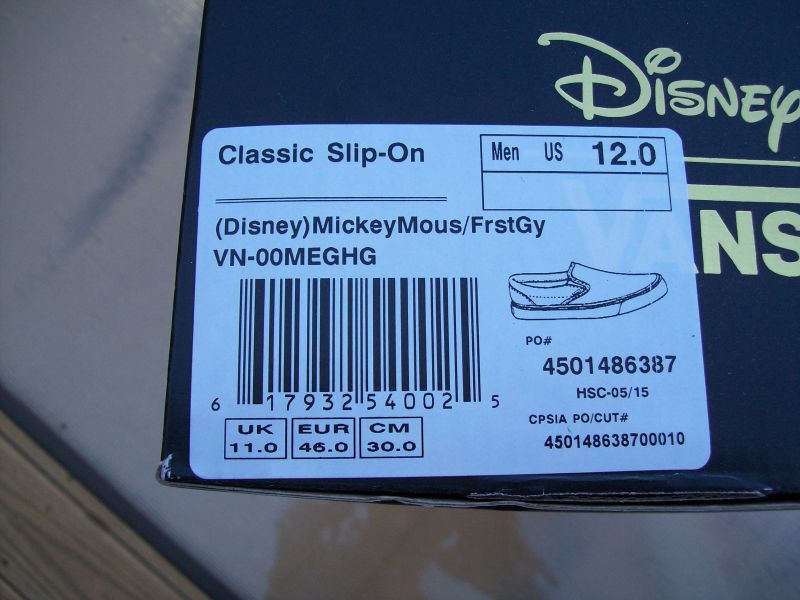 Disney
VANS
Classic Slip-On
Men US 12.0
(Disney)MickeyMous/FrstGy
VN-00MEGHG
PO#
4501486387
HSC-05/15
6 17932 54002 5
CPSIA PO/CUT#
450148638700010
UK EUR CM
11.0 46.0 30.0